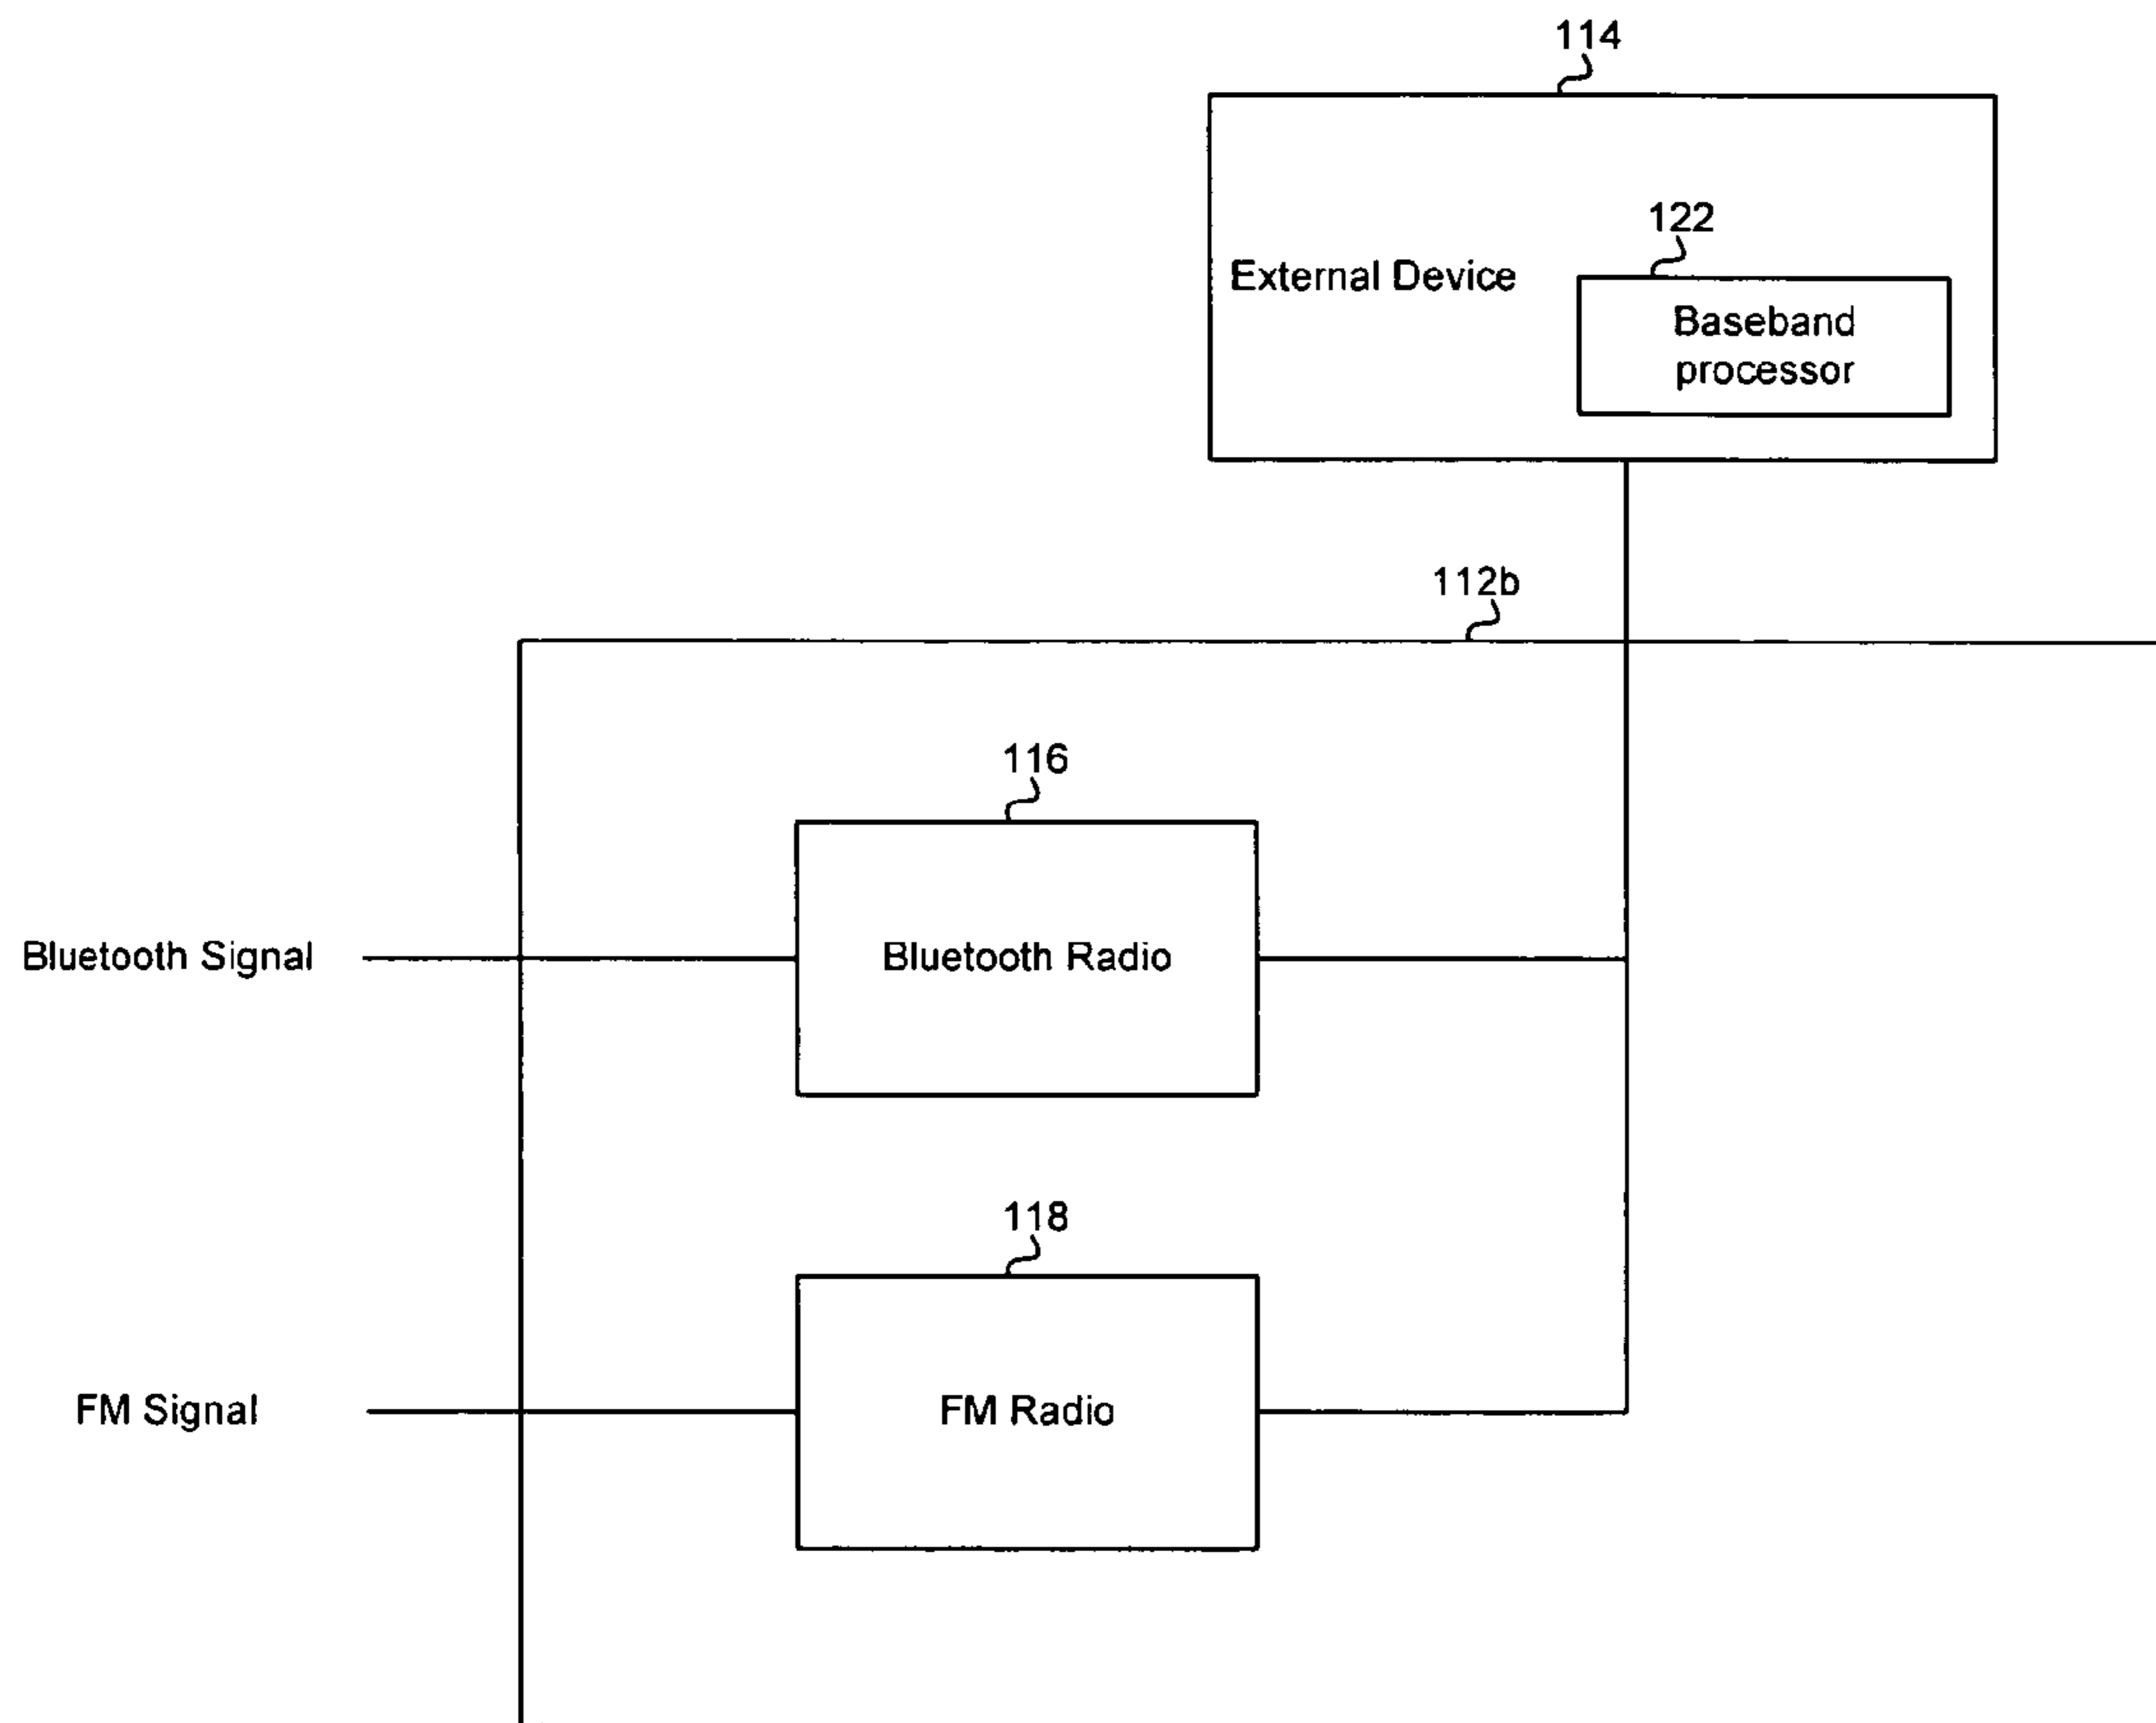 114
122
External Device
Baseband
processor
112b
116
Bluetooth Signal
Bluetooth Radio
118
FM Signal
FM Radio